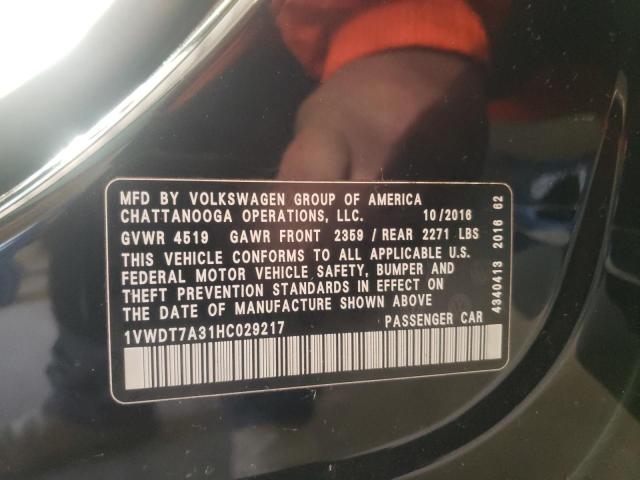 MFD BY VOLKSWAGEN GROUP OF AMERICA
CHATTANOOGA OPERATIONS, LLC. 10/2016
GVWR 4519 GAWR FRONT 2359 / REAR 2271 LBS
THIS VEHICLE CONFORMS TO ALL APPLICABLE U.S.
FEDERAL MOTOR VEHICLE SAFETY, BUMPER AND
THEFT PREVENTION STANDARDS IN EFFECT ON
THE DATE OF MANUFACTURE SHOWN ABOVE
1VWDT7A31HC029217 PASSENGER CAR
4340413 2016 62